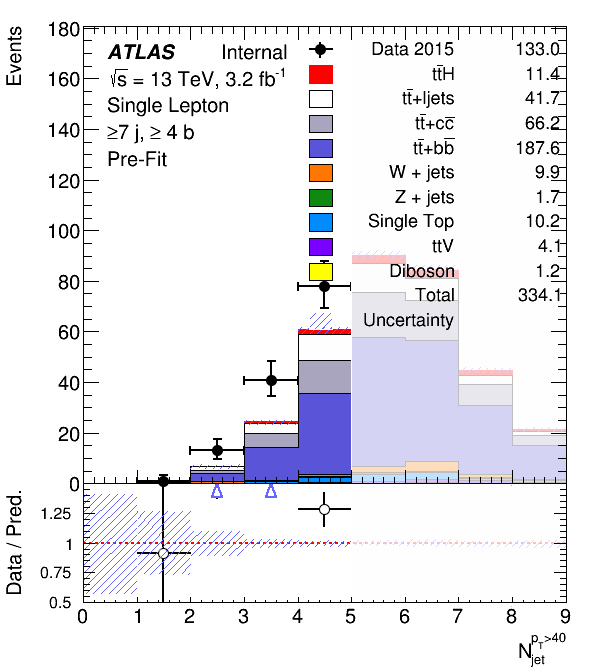 Events
180
160
140
120
100
80
60
40
20
0
ATLAS Internal
√s = 13 TeV, 3.2 fb⁻¹
Single Lepton
≥7 j, ≥ 4 b
Pre-Fit
Data 2015 133.0
tt̄H 11.4
tt̄+ljets 41.7
tt̄+cc̄ 66.2
tt̄+bb̄ 187.6
W + jets 9.9
Z + jets 1.7
Single Top 10.2
ttV 4.1
Diboson 1.2
Total 334.1
Uncertainty
Data / Pred.
1.25
1
0.75
0.5
0 1 2 3 4 5 6 7 8 9
N_jet^{p_T>40}